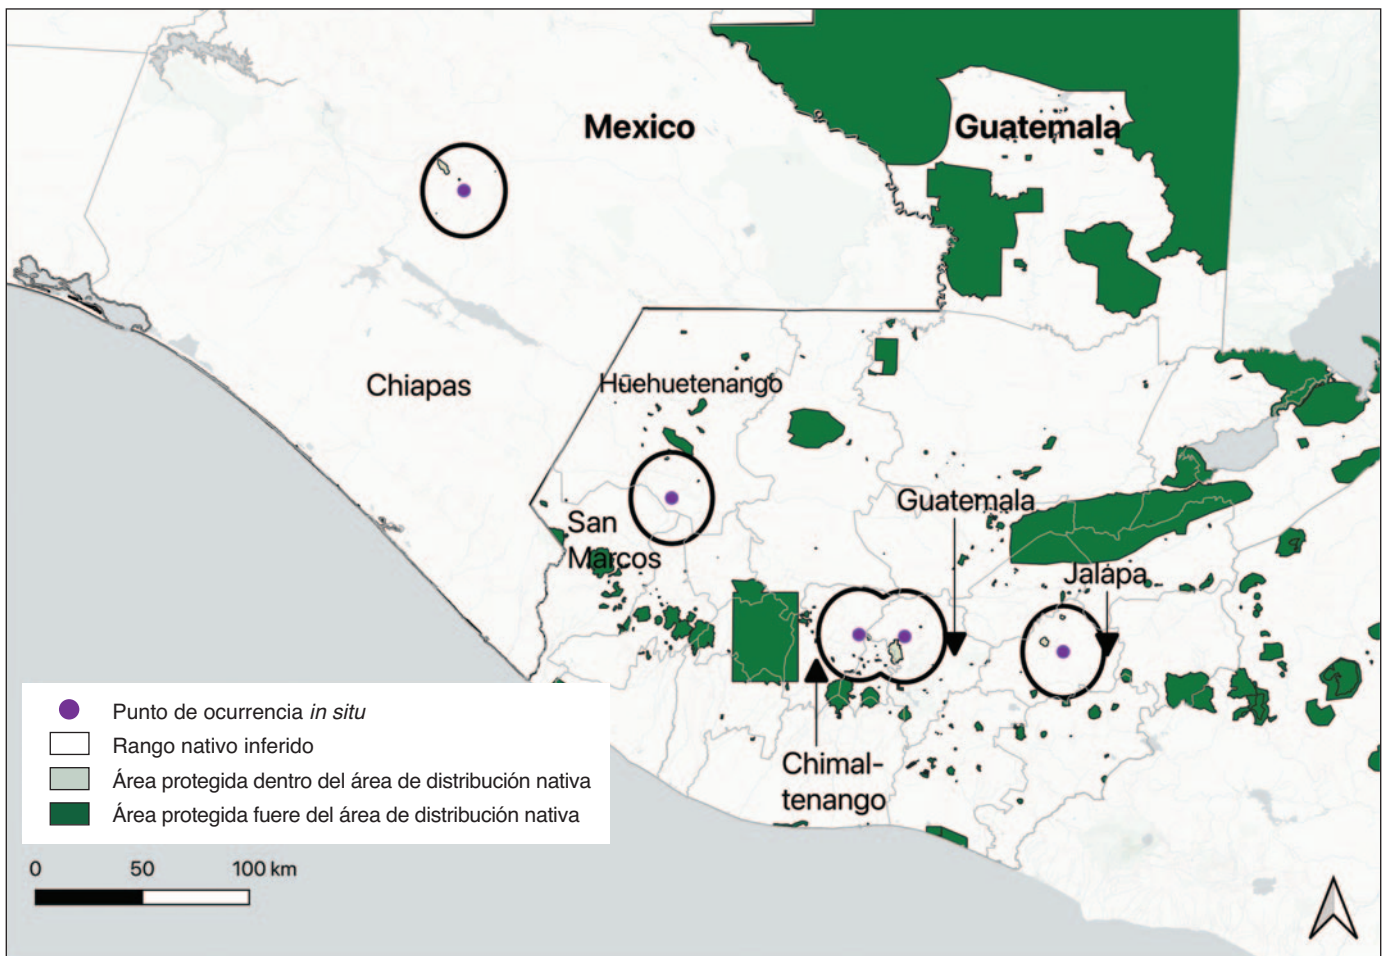 Mexico
Guatemala
Chiapas
Huehuetenango
San
Marcos
Guatemala
Jalapa
Chimal-
tenango
Punto de ocurrencia in situ
Rango nativo inferido
Área protegida dentro del área de distribución nativa
Área protegida fuere del área de distribución nativa
0 50 100 km